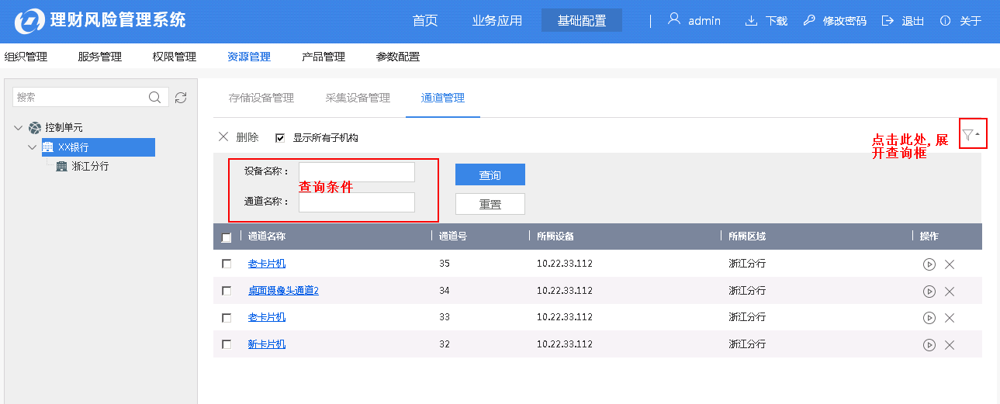 理财风险管理系统
首页 业务应用 基础配置 admin 下载 修改密码 退出 关于
组织管理 服务管理 权限管理 资源管理 产品管理 参数配置
搜索
控制单元
XX银行
浙江分行
存储设备管理 采集设备管理 通道管理
删除 显示所有子机构
点击此处,展
开查询框
设备名称： 查询
查询条件
通道名称： 重置
通道名称 通道号 所属设备 所属区域 操作
老卡片机 35 10.22.33.112 浙江分行
桌面摄像头通道2 34 10.22.33.112 浙江分行
老卡片机 33 10.22.33.112 浙江分行
新卡片机 32 10.22.33.112 浙江分行